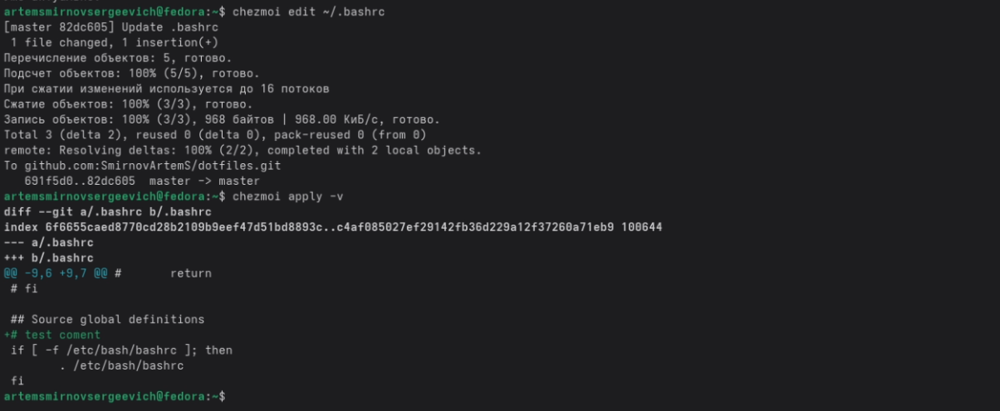 artemsmirnovsergeevich@fedora:~$ chezmoi edit ~/.bashrc
[master 82dc605] Update .bashrc
 1 file changed, 1 insertion(+)
Перечисление объектов: 5, готово.
Подсчет объектов: 100% (5/5), готово.
При сжатии изменений используется до 16 потоков
Сжатие объектов: 100% (3/3), готово.
Запись объектов: 100% (3/3), 968 байтов | 968.00 КиБ/с, готово.
Total 3 (delta 2), reused 0 (delta 0), pack-reused 0 (from 0)
remote: Resolving deltas: 100% (2/2), completed with 2 local objects.
To github.com:SmirnovArtemS/dotfiles.git
   691f5d0..82dc605  master -> master
artemsmirnovsergeevich@fedora:~$ chezmoi apply -v
diff --git a/.bashrc b/.bashrc
index 6f6655caed8770cd28b2109b9eef47d51bd8893c..c4af085027ef29142fb36d229a12f37260a71eb9 100644
--- a/.bashrc
+++ b/.bashrc
@@ -9,6 +9,7 @@ #       return
 # fi
 ## Source global definitions
+# test coment
 if [ -f /etc/bash/bashrc ]; then
        . /etc/bash/bashrc
 fi
artemsmirnovsergeevich@fedora:~$